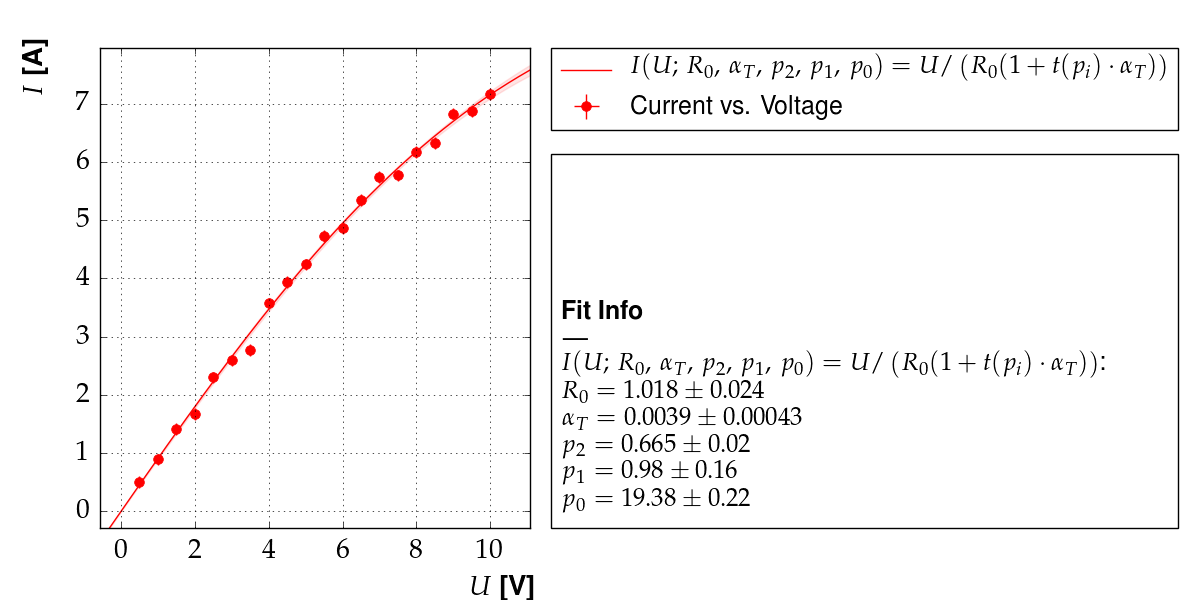 I [A]
7
6
5
4
3
2
1
0
0 2 4 6 8 10
U [V]
I(U; R₀, α_T, p₂, p₁, p₀) = U/ (R₀(1 + t(p_i) · α_T))
Current vs. Voltage
Fit Info
I(U; R₀, α_T, p₂, p₁, p₀) = U/ (R₀(1 + t(p_i) · α_T)):
R₀ = 1.018 ± 0.024
α_T = 0.0039 ± 0.00043
p₂ = 0.665 ± 0.02
p₁ = 0.98 ± 0.16
p₀ = 19.38 ± 0.22